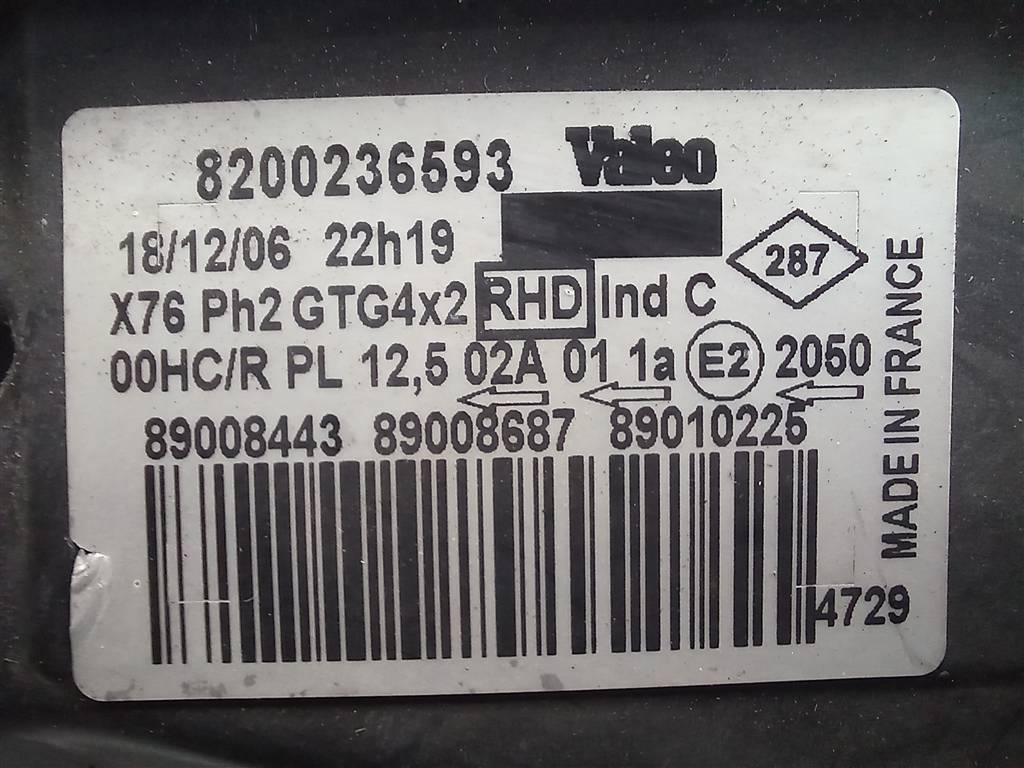 8200236593 Valeo
18/12/06 22h19
287
X76 Ph2 GTG4x2 RHD Ind C
00HC/R PL 12,5 02A 01 1a E2 2050
89008443 89008687 89010225
4729
MADE IN FRANCE